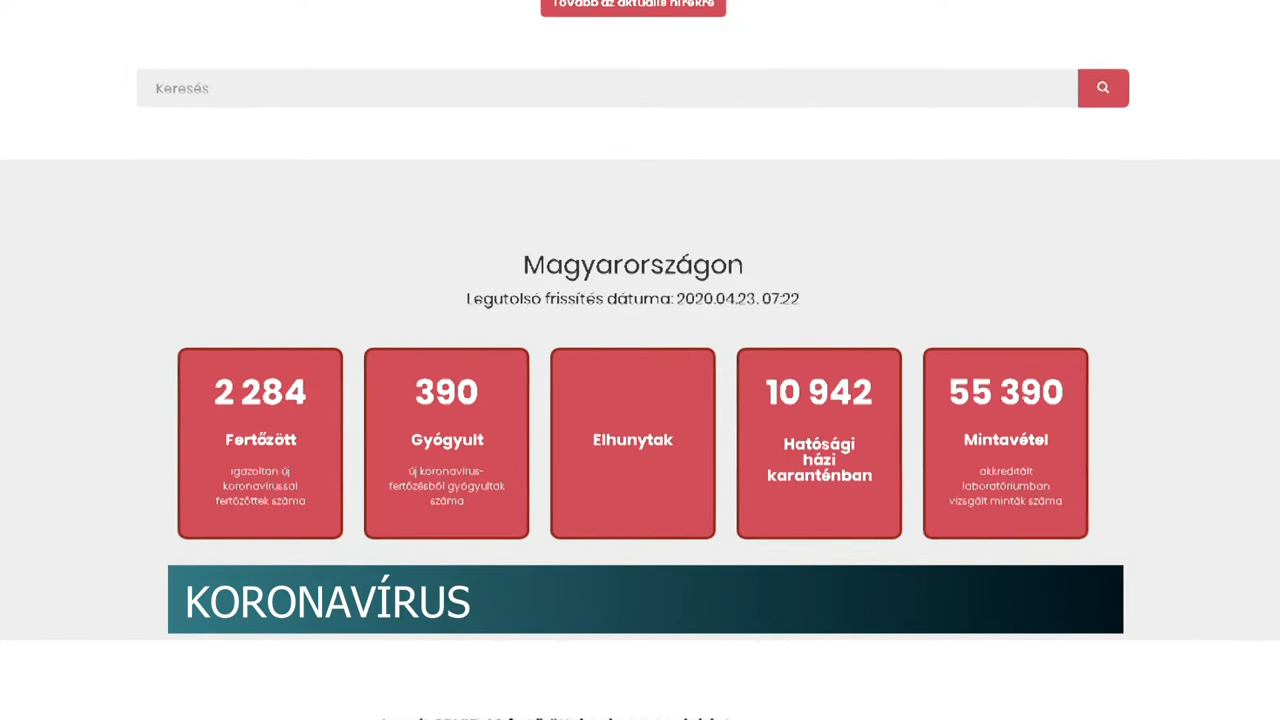 Tovább az aktuális hírekre
Keresés
Magyarországon
Legutolsó frissítés dátuma: 2020.04.23. 07:22
2 284
Fertőzött
igazoltan új
koronavírussal
fertőzöttek száma
390
Gyógyult
új koronavírus-
fertőzésből gyógyultak
száma
Elhunytak
10 942
Hatósági
házi
karanténban
55 390
Mintavétel
akkreditált
laboratóriumban
vizsgált minták száma
KORONAVÍRUS